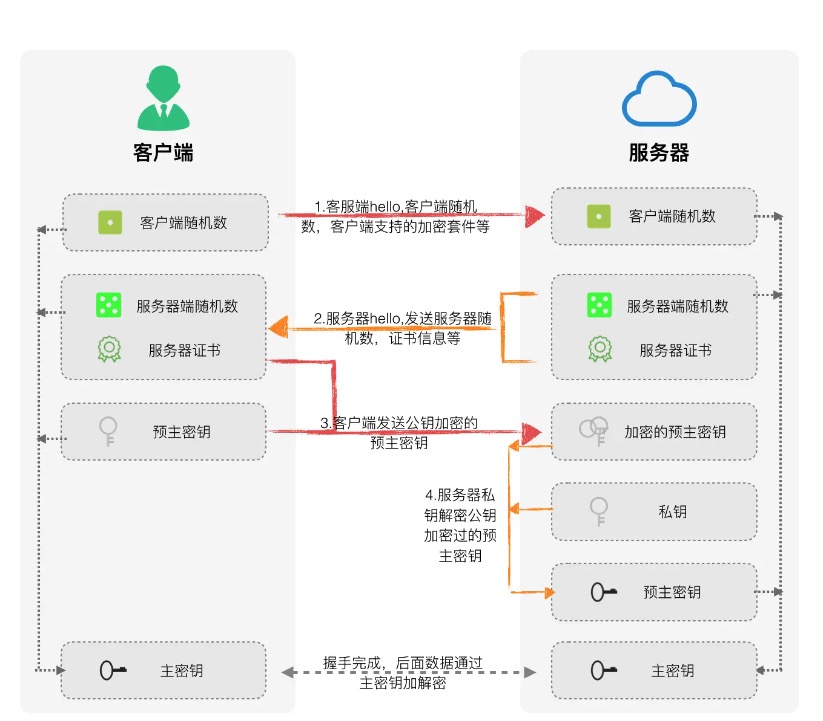 客户端
服务器
1.客服端hello,客户端随机
数，客户端支持的加密套件等
客户端随机数
客户端随机数
服务器端随机数
服务器证书
2.服务器hello,发送服务器随
机数，证书信息等
服务器端随机数
服务器证书
预主密钥
3.客户端发送公钥加密的
预主密钥
加密的预主密钥
4.服务器私
钥解密公钥
加密过的预
主密钥
私钥
预主密钥
主密钥
握手完成，后面数据通过
主密钥加解密
主密钥